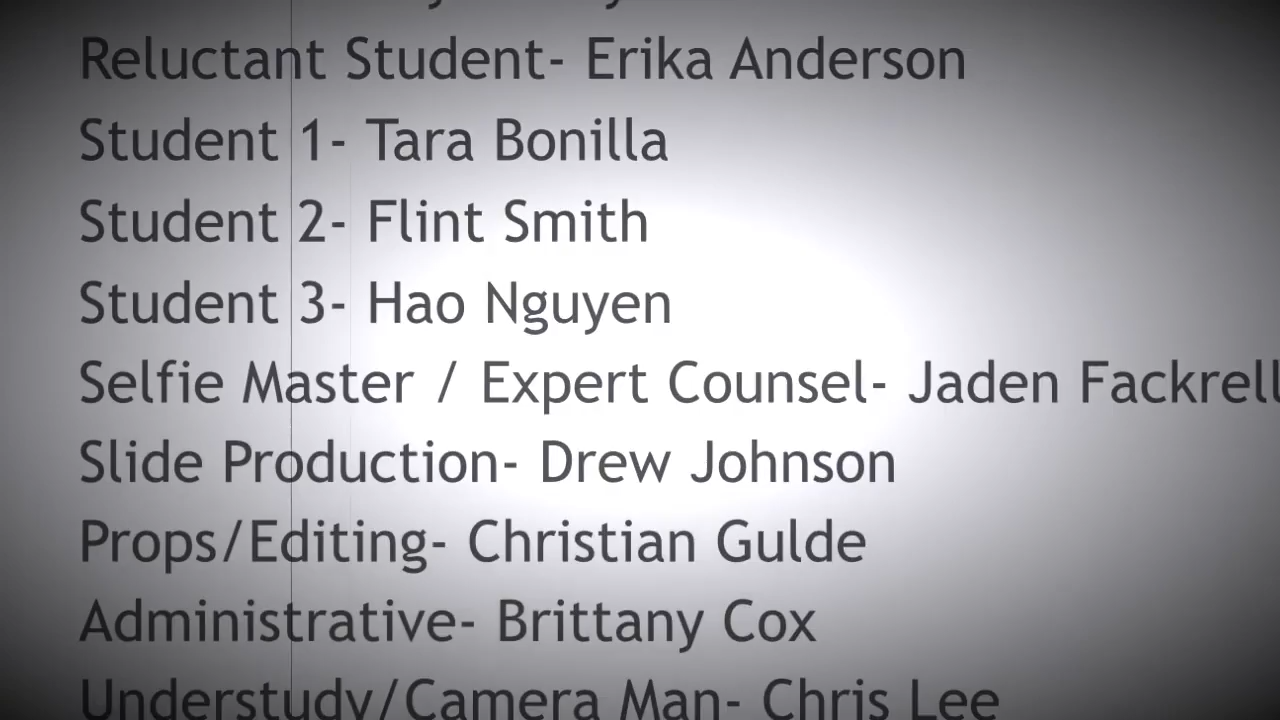 Reluctant Student- Erika Anderson
Student 1- Tara Bonilla
Student 2- Flint Smith
Student 3- Hao Nguyen
Selfie Master / Expert Counsel- Jaden Fackrell
Slide Production- Drew Johnson
Props/Editing- Christian Gulde
Administrative- Brittany Cox
Understudy/Camera Man- Chris Lee